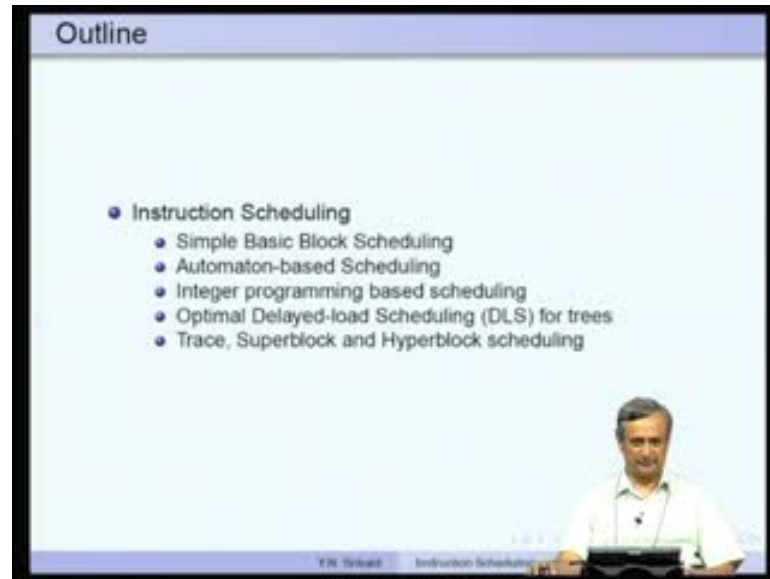 Outline
Instruction Scheduling
Simple Basic Block Scheduling
Automaton-based Scheduling
Integer programming based scheduling
Optimal Delayed-load Scheduling (DLS) for trees
Trace, Superblock and Hyperblock scheduling
Y.N. Srikant Instruction Scheduling